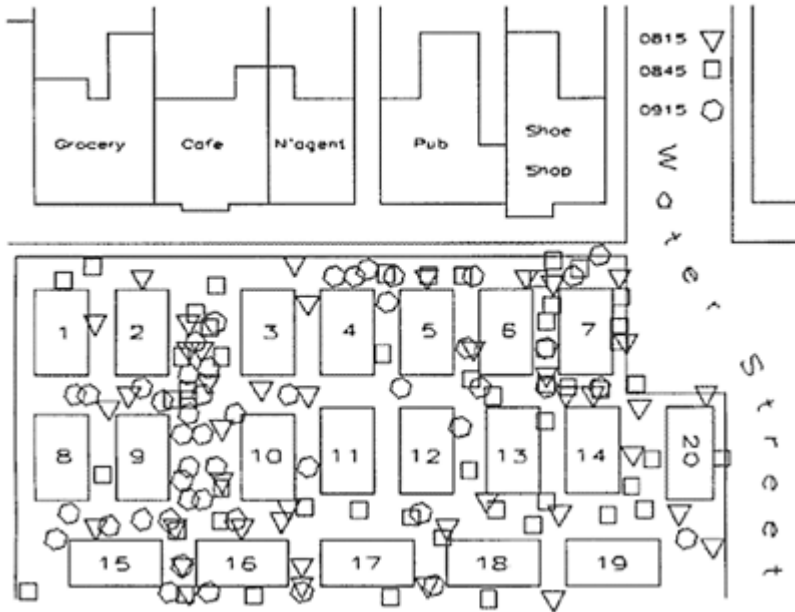 0815
0845
0915
Grocery
Cafe
N'agent
Pub
Shoe
Shop
Water Street
1 2 3 4 5 6 7
8 9 10 11 12 13 14 20
15 16 17 18 19